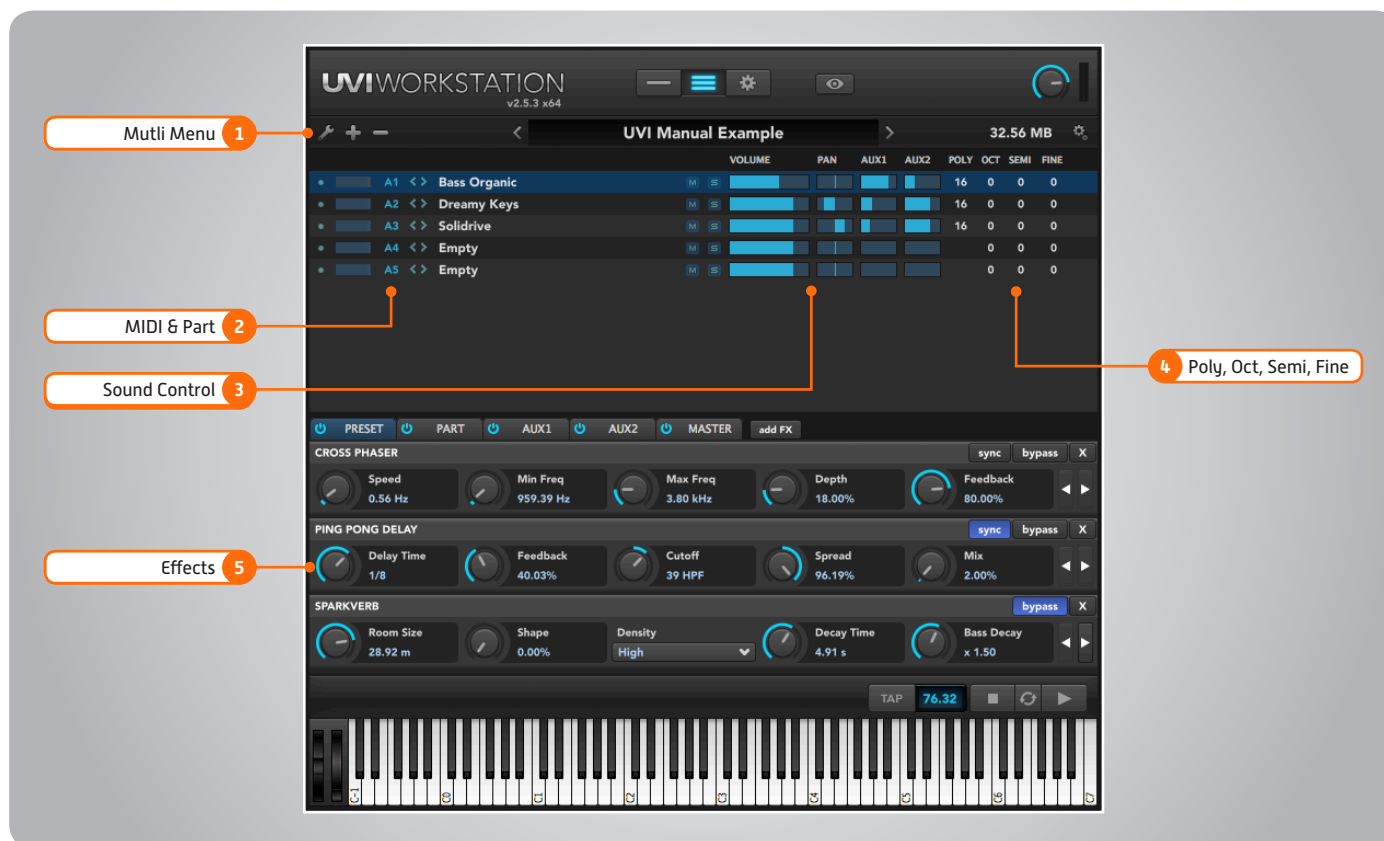 UVIWORKSTATION
v2.5.3 x64
Mutli Menu 1
UVI Manual Example
32.56 MB
VOLUME PAN AUX1 AUX2 POLY OCT SEMI FINE
A1 < > Bass Organic M S 16 0 0 0
A2 < > Dreamy Keys M S 16 0 0 0
A3 < > Solidrive M S 16 0 0 0
A4 < > Empty M S 0 0 0
A5 < > Empty M S 0 0 0
MIDI & Part 2
Sound Control 3
4 Poly, Oct, Semi, Fine
PRESET PART AUX1 AUX2 MASTER add FX
CROSS PHASER sync bypass X
Speed Min Freq Max Freq Depth Feedback
0.56 Hz 959.39 Hz 3.80 kHz 18.00% 80.00%
PING PONG DELAY sync bypass X
Delay Time Feedback Cutoff Spread Mix
1/8 40.03% 39 HPF 96.19% 2.00%
Effects 5
SPARKVERB bypass X
Room Size Shape Density Decay Time Bass Decay
28.92 m 0.00% High 4.91 s x 1.50
TAP 76.32
C-1 C0 C1 C2 C3 C4 C5 C6 C7